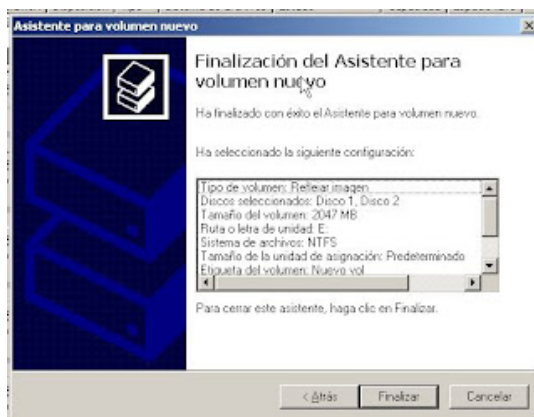 Asistente para volumen nuevo
Finalización del Asistente para
volumen nuevo
Ha finalizado con éxito el Asistente para volumen nuevo.
Ha seleccionado la siguiente configuración:
Tipo de volumen: Reflejar imagen
Discos seleccionados: Disco 1, Disco 2
Tamaño del volumen: 2047 MB
Ruta o letra de unidad: E:
Sistema de archivos: NTFS
Tamaño de la unidad de asignación: Predeterminado
Etiqueta del volumen: Nuevo vol
Para cerrar este asistente, haga clic en Finalizar.
< Atrás Finalizar Cancelar